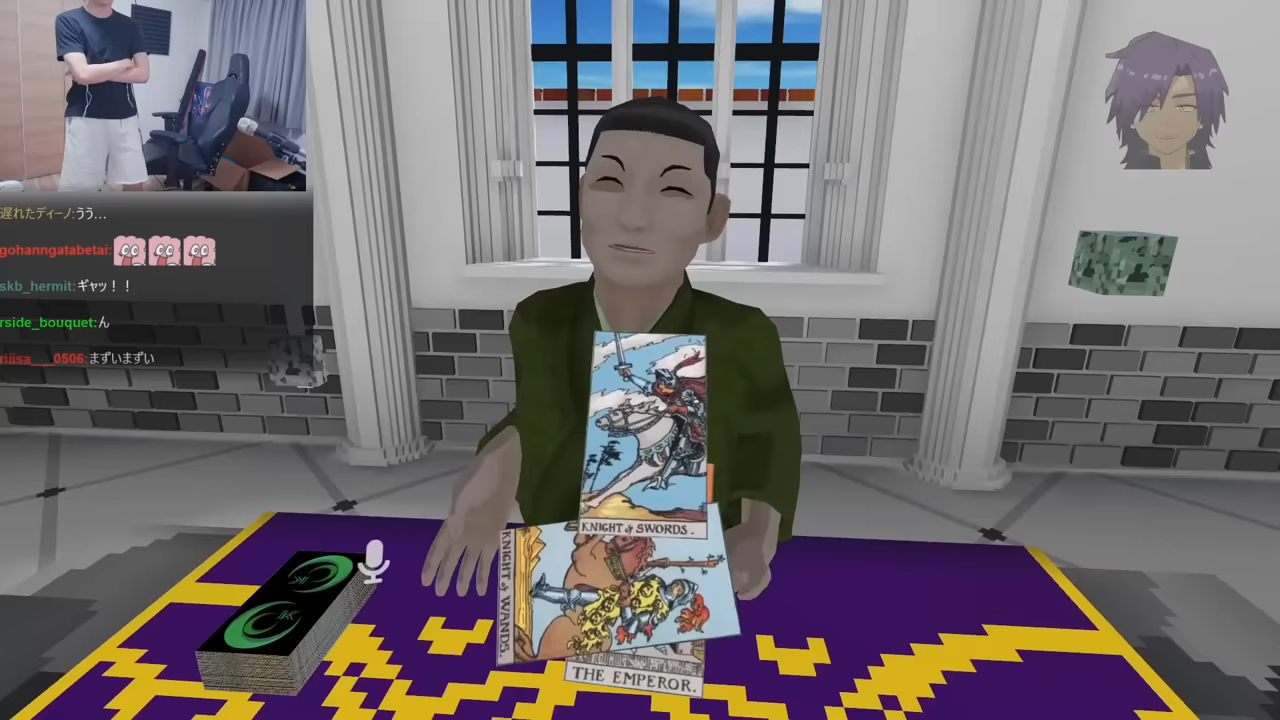 遅れたディーノ:うう...
gohanngatabetai:
skb_hermit:ギャッ！！
rside_bouquet:ん
riiisa___0506:まずいまずい
KNIGHT of SWORDS.
KNIGHT of WANDS.
THE EMPEROR.